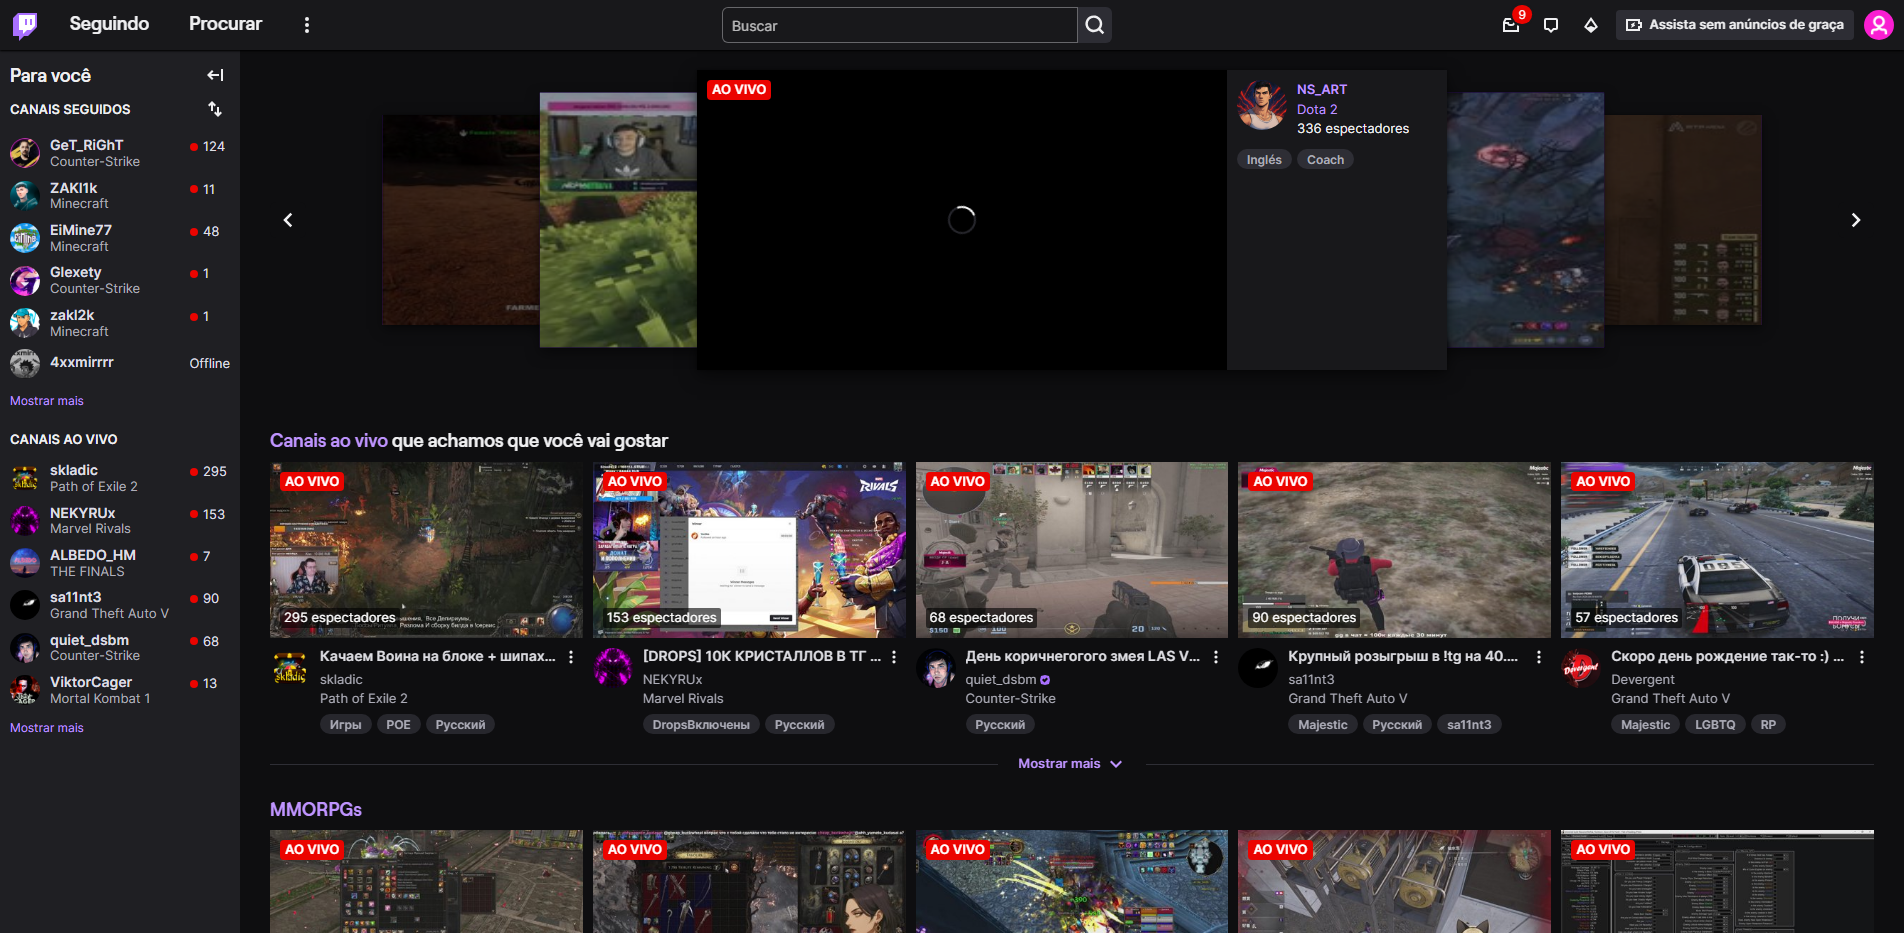 Seguindo
Procurar
Buscar
9
Assista sem anúncios de graça
Para você
CANAIS SEGUIDOS
GeT_RiGhT
124
Counter-Strike
ZAKI1k
11
Minecraft
EiMine77
48
Minecraft
Glexety
1
Counter-Strike
zakl2k
1
Minecraft
4xxmirrrr
Offline
Mostrar mais
CANAIS AO VIVO
skladic
295
Path of Exile 2
NEKYRUx
153
Marvel Rivals
ALBEDO_HM
7
THE FINALS
sa11nt3
90
Grand Theft Auto V
quiet_dsbm
68
Counter-Strike
ViktorCager
13
Mortal Kombat 1
Mostrar mais
AO VIVO
NS_ART
Dota 2
336 espectadores
Inglés
Coach
Canais ao vivo que achamos que você vai gostar
AO VIVO
295 espectadores
Качаем Воина на блоке + шипах...
skladic
Path of Exile 2
Игры
POE
Русский
AO VIVO
RIVALS
153 espectadores
[DROPS] 10К КРИСТАЛЛОВ В ТГ ...
NEKYRUx
Marvel Rivals
DropsВключены
Русский
AO VIVO
68 espectadores
День коричнегогого змея LAS V...
quiet_dsbm
Counter-Strike
Русский
AO VIVO
Majestic
90 espectadores
Крупный розыгрыш в !tg на 40....
sa11nt3
Grand Theft Auto V
Majestic
Русский
sa11nt3
AO VIVO
Majestic
57 espectadores
Скоро день рождение так-то :) ...
Devergent
Grand Theft Auto V
Majestic
LGBTQ
RP
Mostrar mais
MMORPGs
AO VIVO
AO VIVO
AO VIVO
AO VIVO
AO VIVO